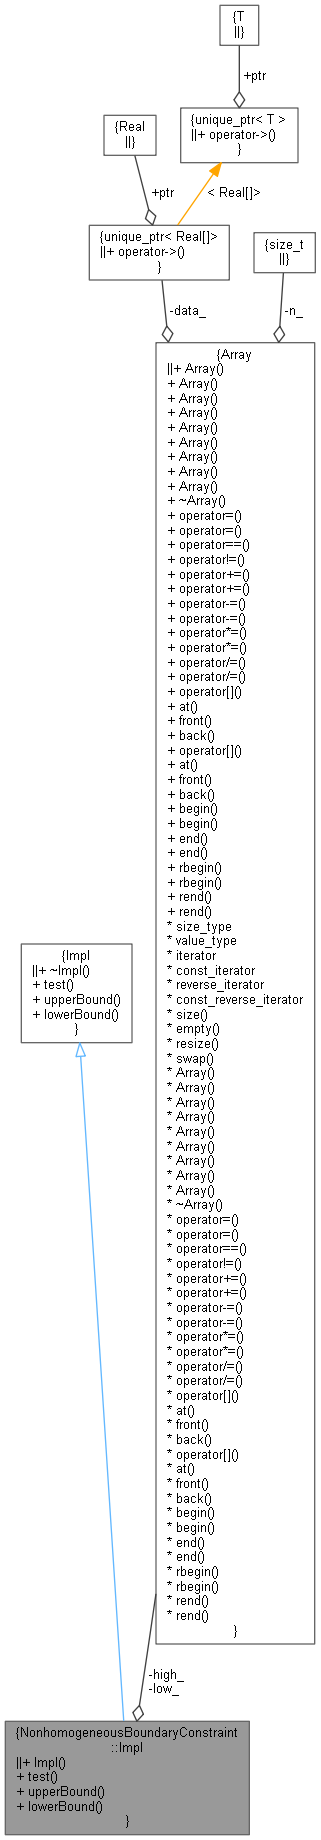 {T
||}
+ptr
{unique_ptr< T >
||+ operator->()
}
{Real
||}
+ptr
< Real[]>
{unique_ptr< Real[]>
||+ operator->()
}
{size_t
||}
-data_
-n_
{Array
||+ Array()
+ Array()
+ Array()
+ Array()
+ Array()
+ Array()
+ Array()
+ Array()
+ Array()
+ ~Array()
+ operator=()
+ operator=()
+ operator==()
+ operator!=()
+ operator+=()
+ operator+=()
+ operator-=()
+ operator-=()
+ operator*=()
+ operator*=()
+ operator/=()
+ operator/=()
+ operator[]()
+ at()
+ front()
+ back()
+ operator[]()
+ at()
+ front()
+ back()
+ begin()
+ begin()
+ end()
+ end()
+ rbegin()
+ rbegin()
+ rend()
+ rend()
* size_type
* value_type
* iterator
* const_iterator
* reverse_iterator
* const_reverse_iterator
* size()
* empty()
* resize()
* swap()
* Array()
* Array()
* Array()
* Array()
* Array()
* Array()
* Array()
* Array()
* Array()
* ~Array()
* operator=()
* operator=()
* operator==()
* operator!=()
* operator+=()
* operator+=()
* operator-=()
* operator-=()
* operator*=()
* operator*=()
* operator/=()
* operator/=()
* operator[]()
* at()
* front()
* back()
* operator[]()
* at()
* front()
* back()
* begin()
* begin()
* end()
* end()
* rbegin()
* rbegin()
* rend()
* rend()
}
{Impl
||+ ~Impl()
+ test()
+ upperBound()
+ lowerBound()
}
-high_
-low_
{NonhomogeneousBoundaryConstraint
::Impl
||+ Impl()
+ test()
+ upperBound()
+ lowerBound()
}